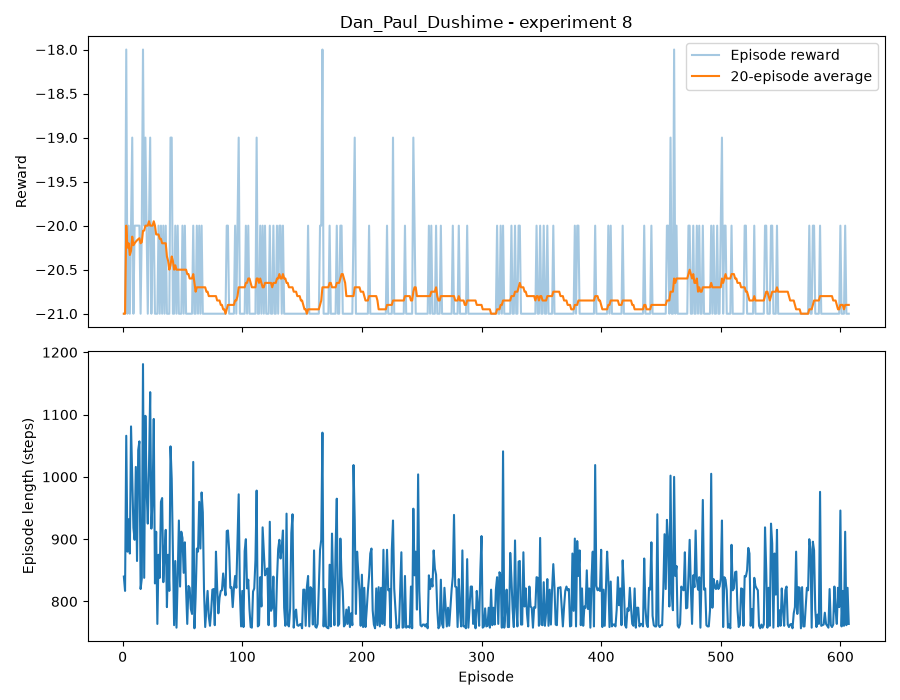 Dan_Paul_Dushime - experiment 8
Episode reward
20-episode average
Reward
−18.0
−18.5
−19.0
−19.5
−20.0
−20.5
−21.0
Episode length (steps)
1200
1100
1000
900
800
0 100 200 300 400 500 600
Episode